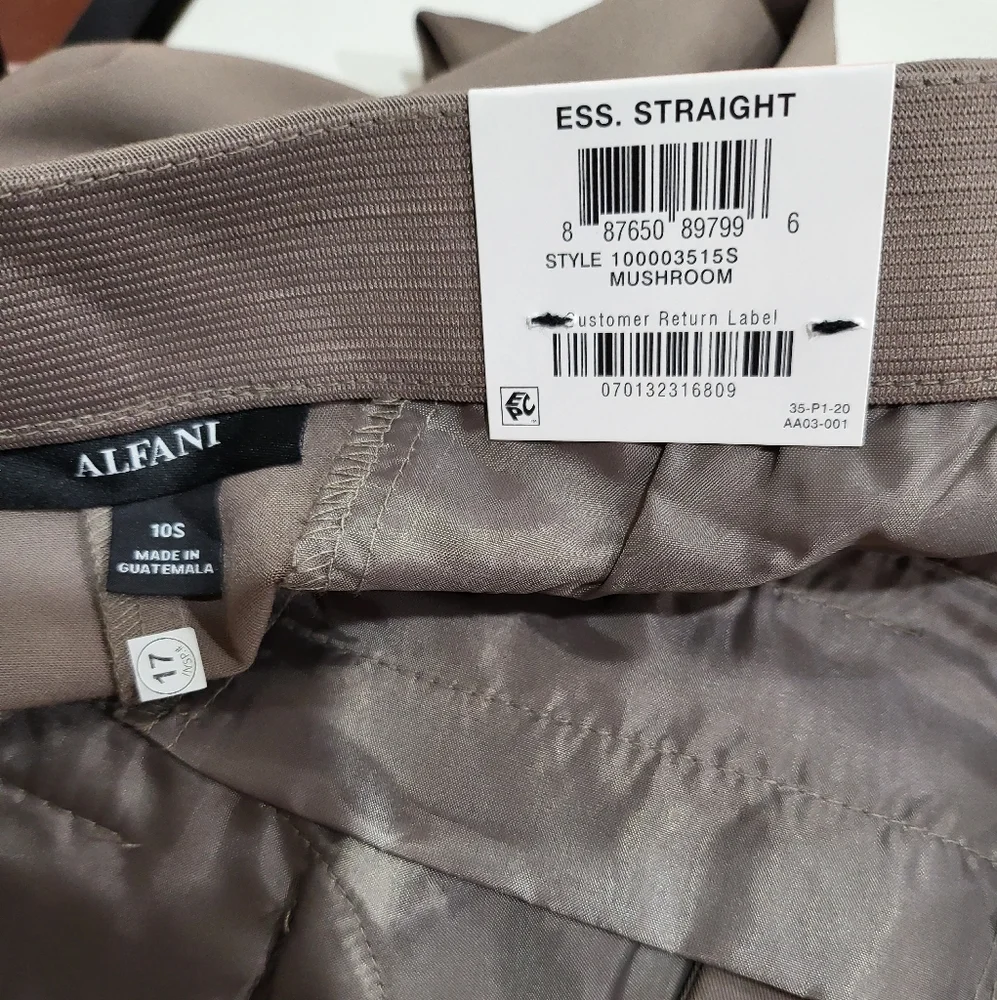 ESS. STRAIGHT
8 87650 89799 6
STYLE 100003515S
MUSHROOM
Customer Return Label
070132316809
EPC
35-P1-20
AA03-001
ALFANI
10S
MADE IN
GUATEMALA
17